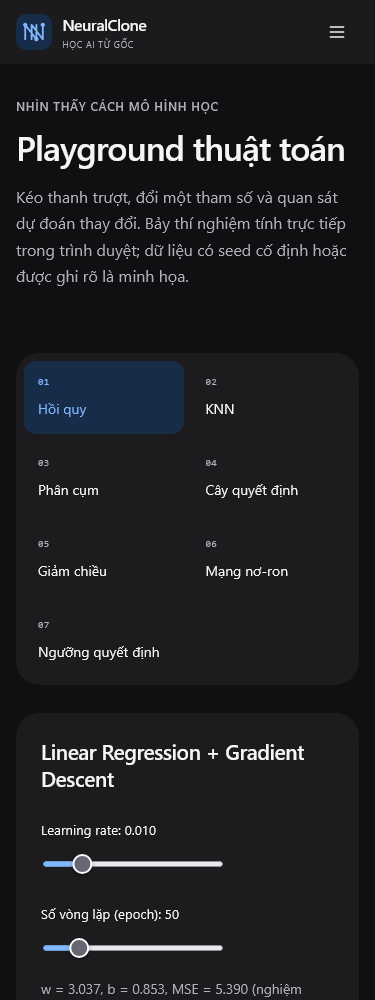 NeuralClone
HỌC AI TỪ GỐC
NHÌN THẤY CÁCH MÔ HÌNH HỌC
Playground thuật toán
Kéo thanh trượt, đổi một tham số và quan sát
dự đoán thay đổi. Bảy thí nghiệm tính trực tiếp
trong trình duyệt; dữ liệu có seed cố định hoặc
được ghi rõ là minh họa.
01
Hồi quy
02
KNN
03
Phân cụm
04
Cây quyết định
05
Giảm chiều
06
Mạng nơ-ron
07
Ngưỡng quyết định
Linear Regression + Gradient
Descent
Learning rate: 0.010
Số vòng lặp (epoch): 50
w = 3.037, b = 0.853, MSE = 5.390 (nghiệm